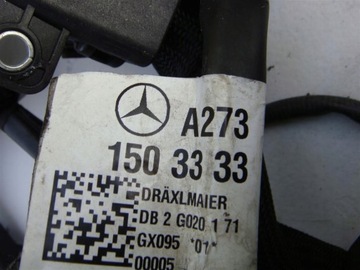 A273
150 33 33
DRÄXLMAIER
DB 2 G020 1 71
GX095 *01*
00005